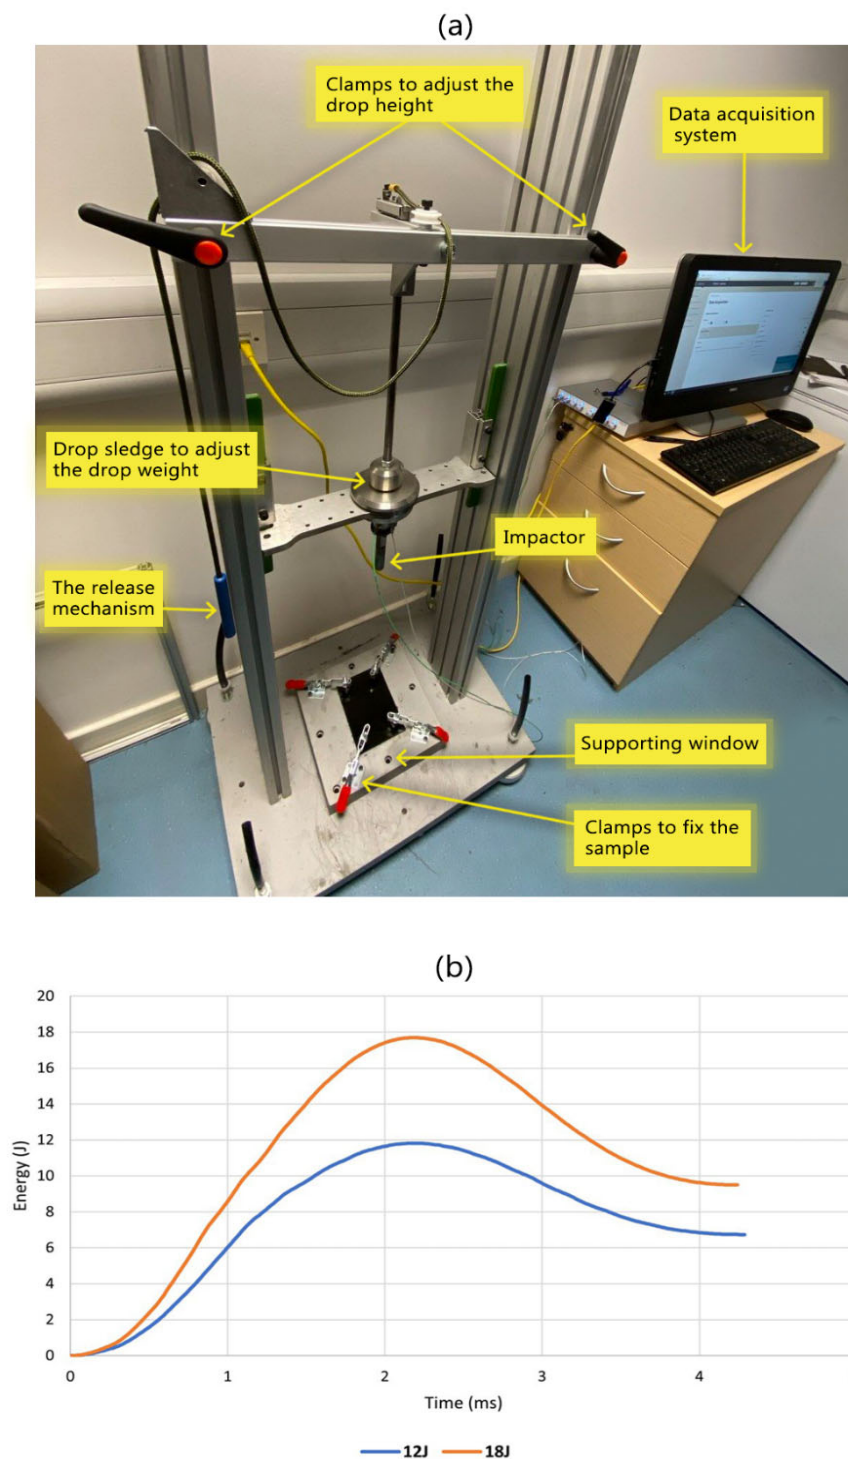 (a)
Clamps to adjust the
drop height
Data acquisition
system
Drop sledge to adjust
the drop weight
Impactor
The release
mechanism
Supporting window
Clamps to fix the
sample
(b)
20
18
16
14
12
10
8
6
4
2
0
Energy (J)
0 1 2 3 4
Time (ms)
12J 18J